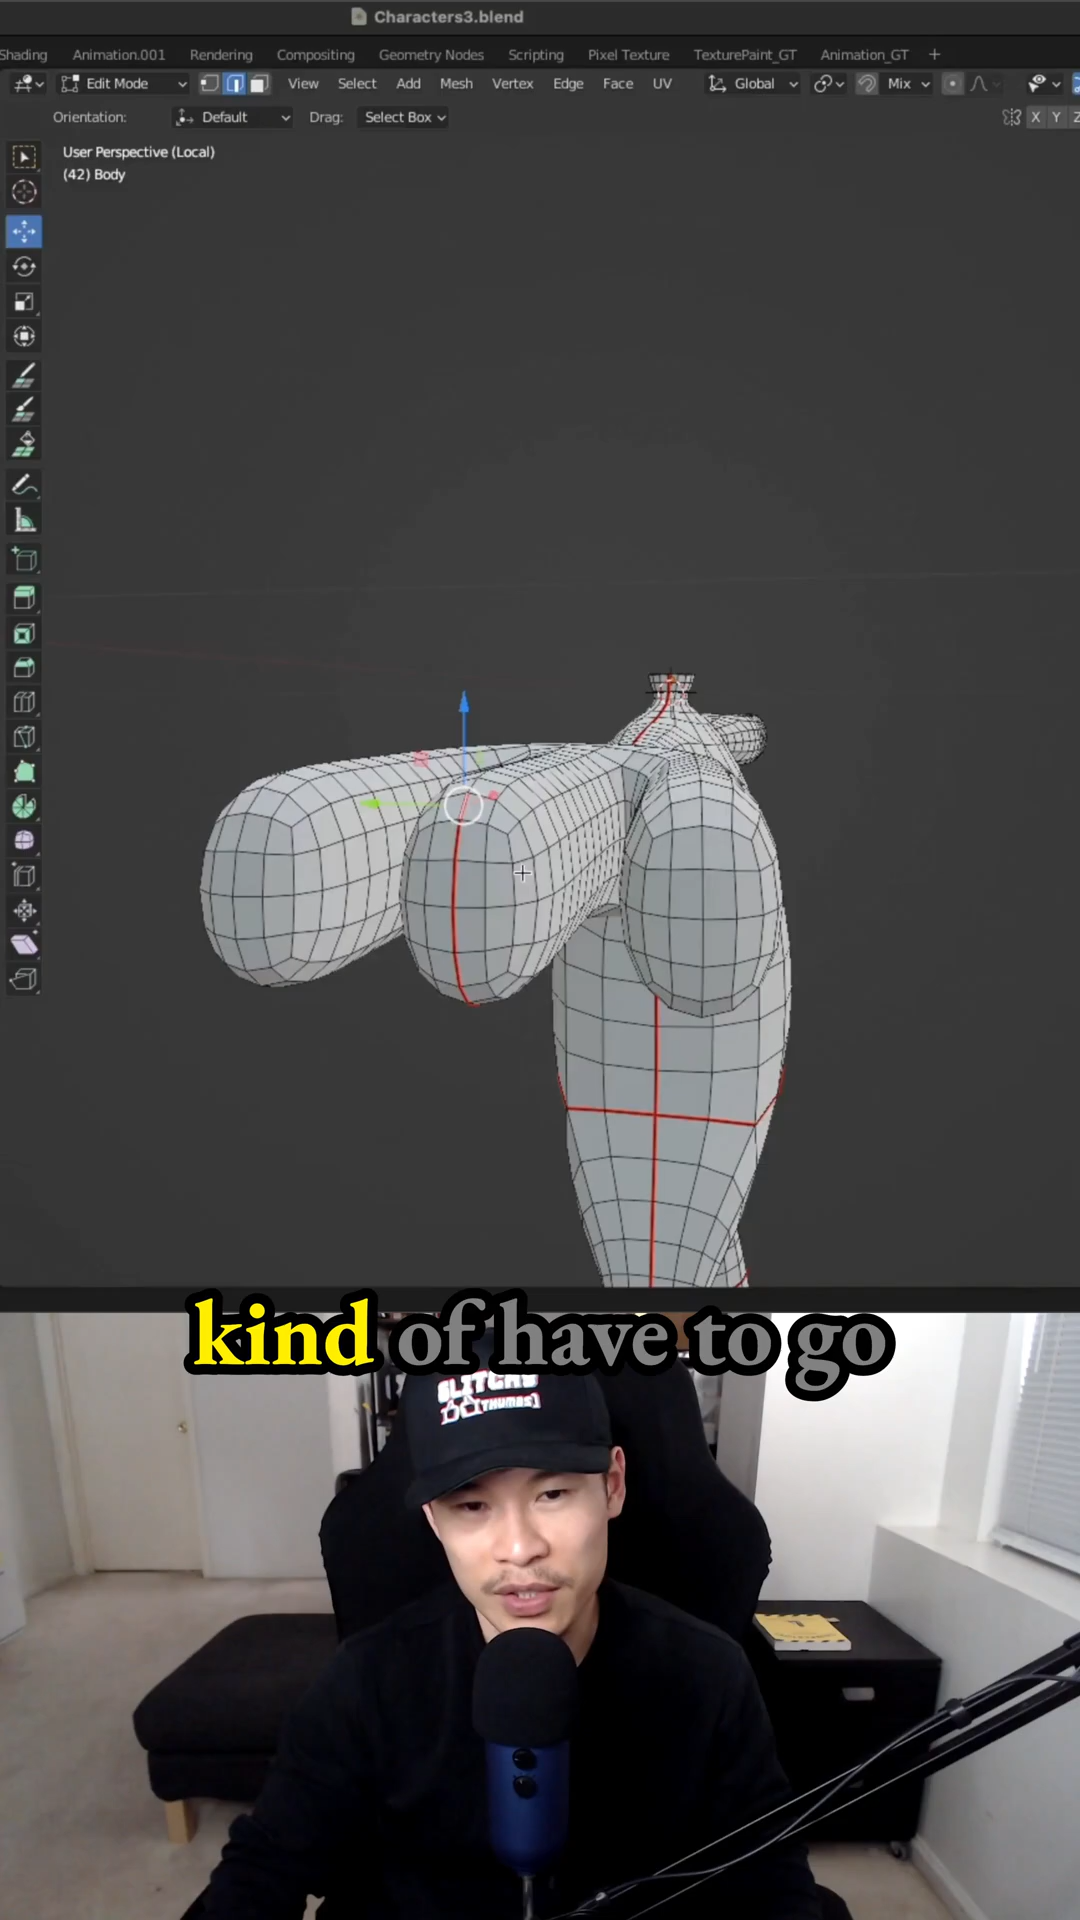 Characters3.blend
Shading Animation.001 Rendering Compositing Geometry Nodes Scripting Pixel Texture TexturePaint_GT Animation_GT +
Edit Mode View Select Add Mesh Vertex Edge Face UV Global Mix
Orientation: Default Drag: Select Box X Y Z
User Perspective (Local)
(42) Body
kind of have to go
GLITCHY
[THUMBS]